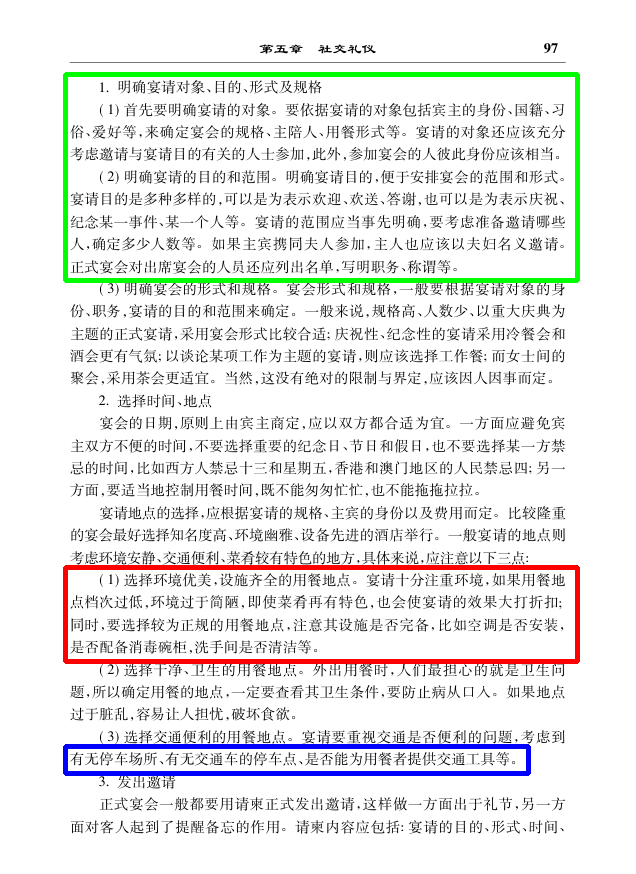 第五章 社交礼仪 97
1. 明确宴请对象、目的、形式及规格
(1) 首先要明确宴请的对象。要依据宴请的对象包括宾主的身份、国籍、习
俗、爱好等,来确定宴会的规格、主陪人、用餐形式等。宴请的对象还应该充分
考虑邀请与宴请目的有关的人士参加,此外,参加宴会的人彼此身份应该相当。
(2) 明确宴请的目的和范围。明确宴请目的,便于安排宴会的范围和形式。
宴请目的是多种多样的,可以是为表示欢迎、欢送、答谢,也可以是为表示庆祝、
纪念某一事件、某一个人等。宴请的范围应当事先明确,要考虑准备邀请哪些
人,确定多少人数等。如果主宾携同夫人参加,主人也应该以夫妇名义邀请。
正式宴会对出席宴会的人员还应列出名单,写明职务、称谓等。
(3) 明确宴会的形式和规格。宴会形式和规格,一般要根据宴请对象的身
份、职务,宴请的目的和范围来确定。一般来说,规格高、人数少、以重大庆典为
主题的正式宴请,采用宴会形式比较合适;庆祝性、纪念性的宴请采用冷餐会和
酒会更有气氛;以谈论某项工作为主题的宴请,则应该选择工作餐;而女士间的
聚会,采用茶会更适宜。当然,这没有绝对的限制与界定,应该因人因事而定。
2. 选择时间、地点
宴会的日期,原则上由宾主商定,应以双方都合适为宜。一方面应避免宾
主双方不便的时间,不要选择重要的纪念日、节日和假日,也不要选择某一方禁
忌的时间,比如西方人禁忌十三和星期五,香港和澳门地区的人民禁忌四;另一
方面,要适当地控制用餐时间,既不能匆匆忙忙,也不能拖拖拉拉。
宴请地点的选择,应根据宴请的规格、主宾的身份以及费用而定。比较隆重
的宴会最好选择知名度高、环境幽雅、设备先进的酒店举行。一般宴请的地点则
考虑环境安静、交通便利、菜肴较有特色的地方,具体来说,应注意以下三点:
(1) 选择环境优美,设施齐全的用餐地点。宴请十分注重环境,如果用餐地
点档次过低,环境过于简陋,即使菜肴再有特色,也会使宴请的效果大打折扣;
同时,要选择较为正规的用餐地点,注意其设施是否完备,比如空调是否安装,
是否配备消毒碗柜,洗手间是否清洁等。
(2) 选择干净、卫生的用餐地点。外出用餐时,人们最担心的就是卫生问
题,所以确定用餐的地点,一定要查看其卫生条件,要防止病从口入。如果地点
过于脏乱,容易让人担忧,破坏食欲。
(3) 选择交通便利的用餐地点。宴请要重视交通是否便利的问题,考虑到
有无停车场所、有无交通车的停车点、是否能为用餐者提供交通工具等。
3. 发出邀请
正式宴会一般都要用请柬正式发出邀请,这样做一方面出于礼节,另一方
面对客人起到了提醒备忘的作用。请柬内容应包括:宴请的目的、形式、时间、